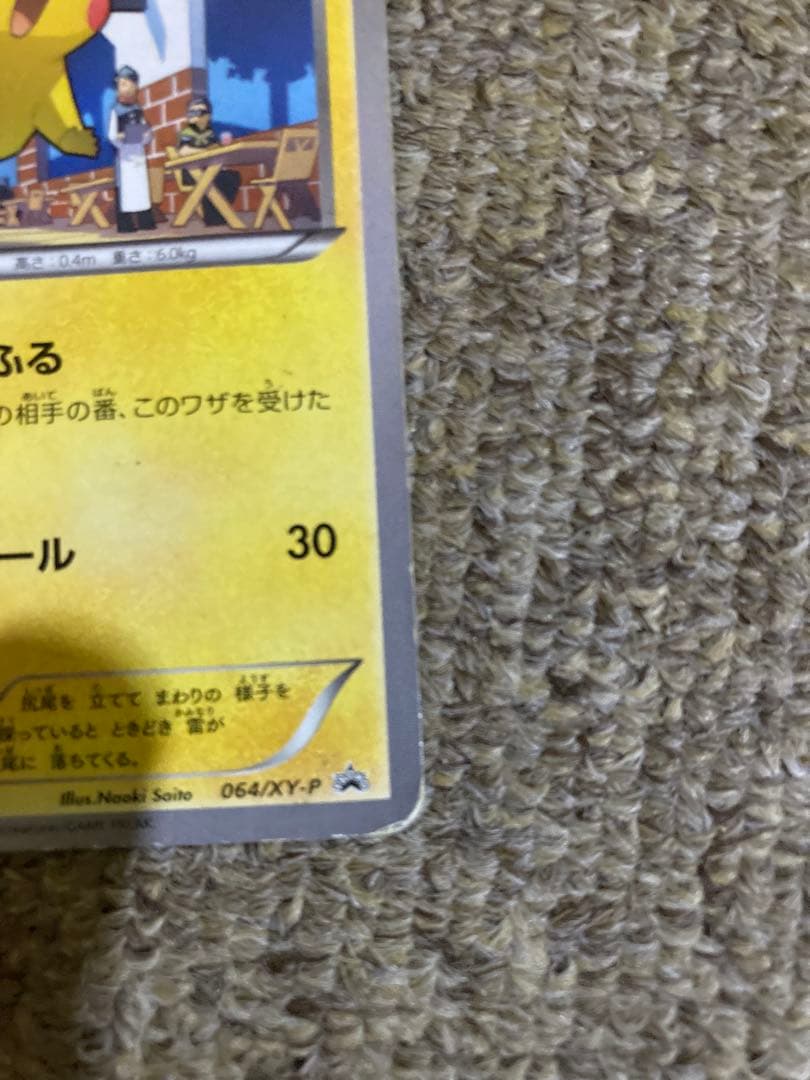 高さ:0.4m 重さ:6.0kg
ふる
の相手の番、このワザを受けた
ール 30
尻尾を 立てて まわりの 様子を
探っていると ときどき 雷が
尾に 落ちてくる。
Illus.Naoki Saito 064/XY-P